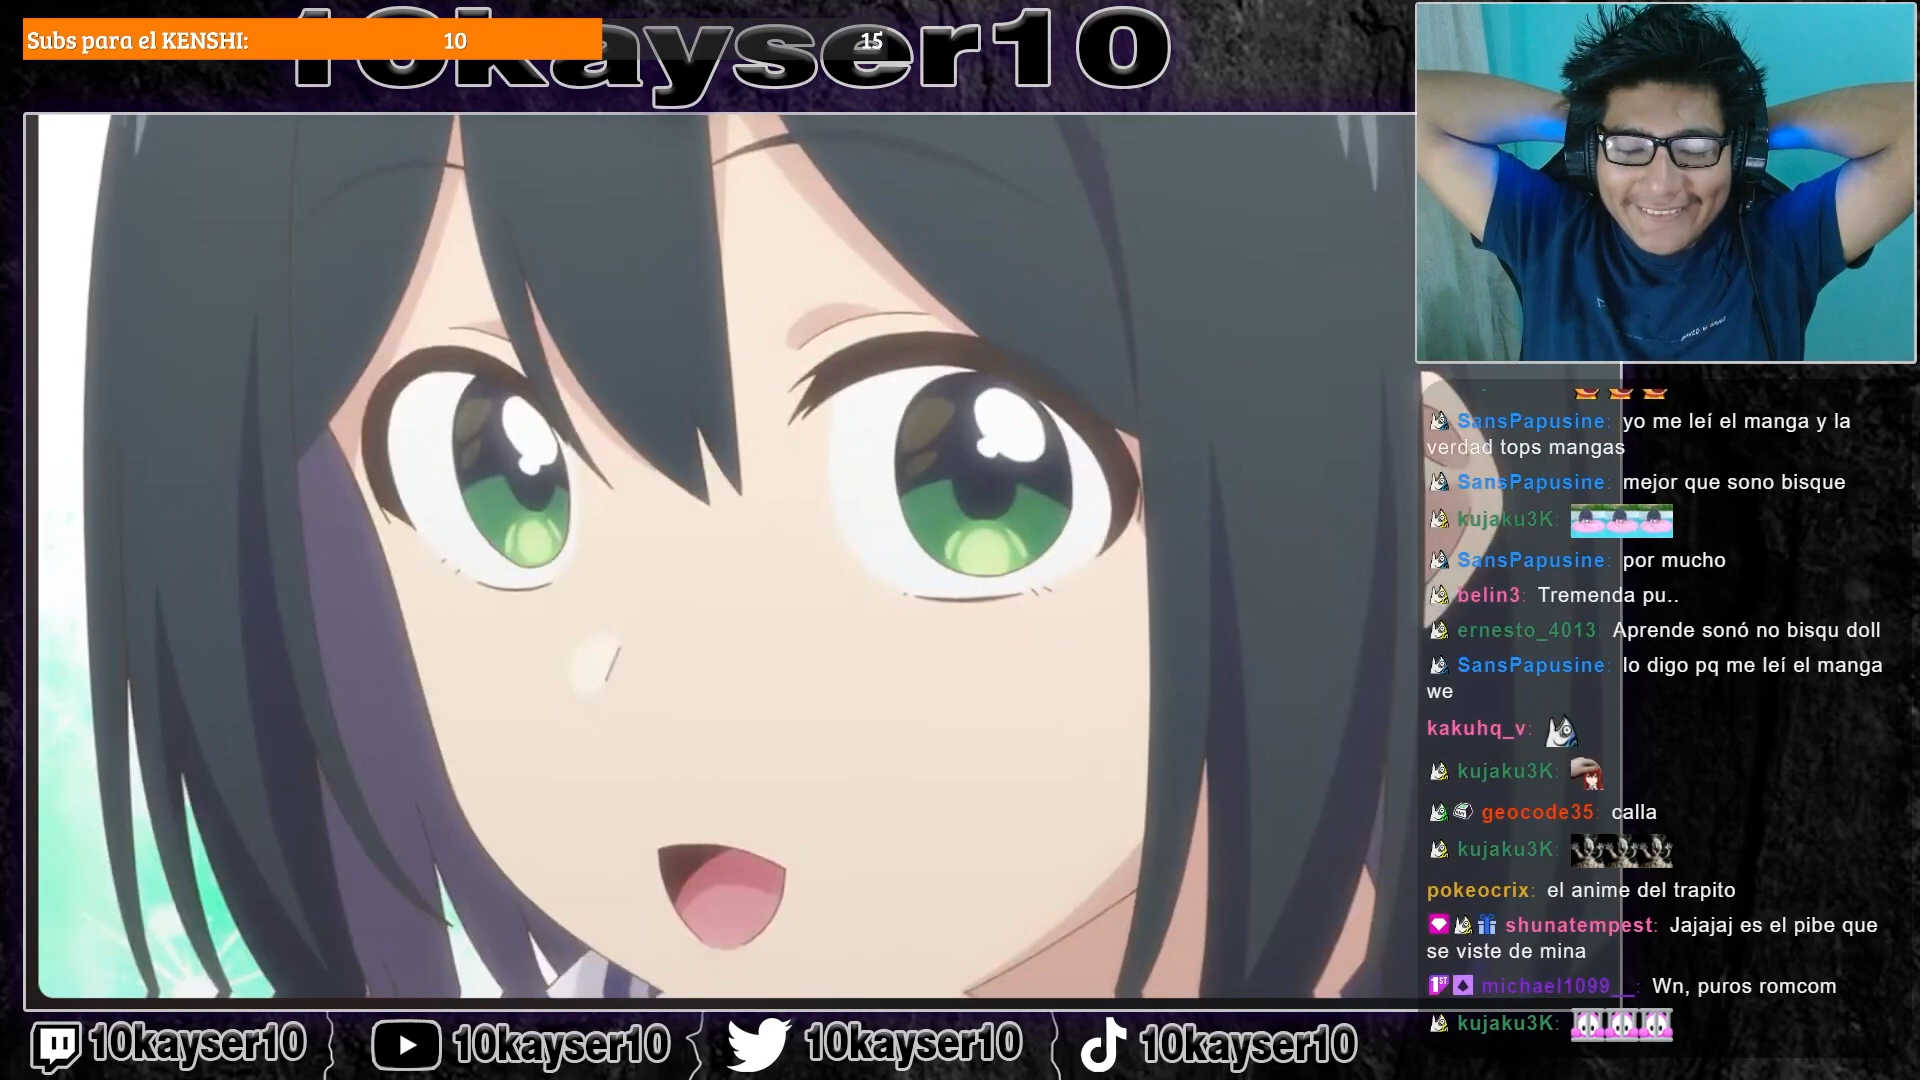 10kayser10
Subs para el KENSHI: 10 15
SansPapusine: yo me leí el manga y la
verdad tops mangas
SansPapusine: mejor que sono bisque
kujaku3K:
SansPapusine: por mucho
belin3: Tremenda pu..
ernesto_4013: Aprende sonó no bisqu doll
SansPapusine: lo digo pq me leí el manga
we
kakuhq_v:
kujaku3K:
geocode35: calla
kujaku3K:
pokeocrix: el anime del trapito
shunatempest: Jajajaj es el pibe que
se viste de mina
1ST michael1099__: Wn, puros romcom
kujaku3K:
10kayser10 10kayser10 10kayser10 10kayser10